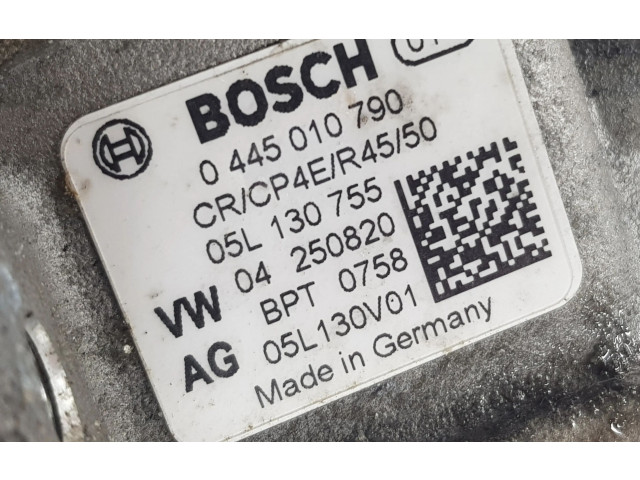 BOSCH
0 445 010 790
CR/CP4E/R45/50
05L 130 755
VW 04 250820
BPT 0758
AG 05L130V01
Made in Germany